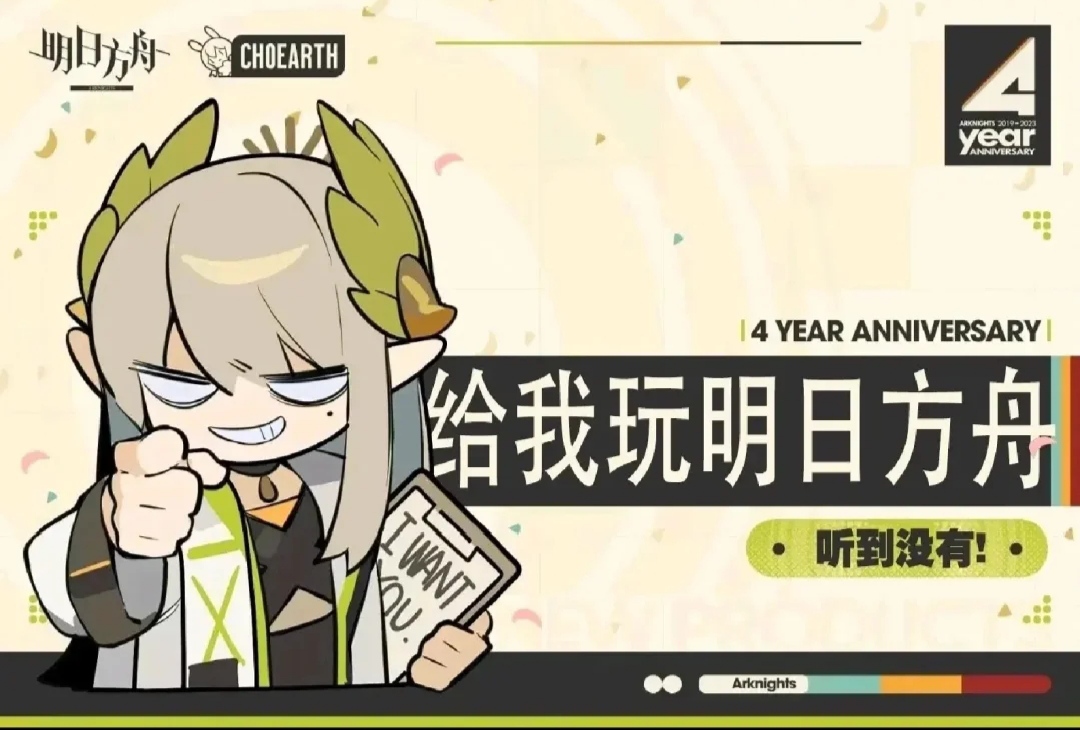 明日方舟
CHOEARTH
4
ARKNIGHTS 2019-2023
year
ANNIVERSARY
4 YEAR ANNIVERSARY
给我玩明日方舟
· 听到没有! ·
I WANT
YOU.
Arknights